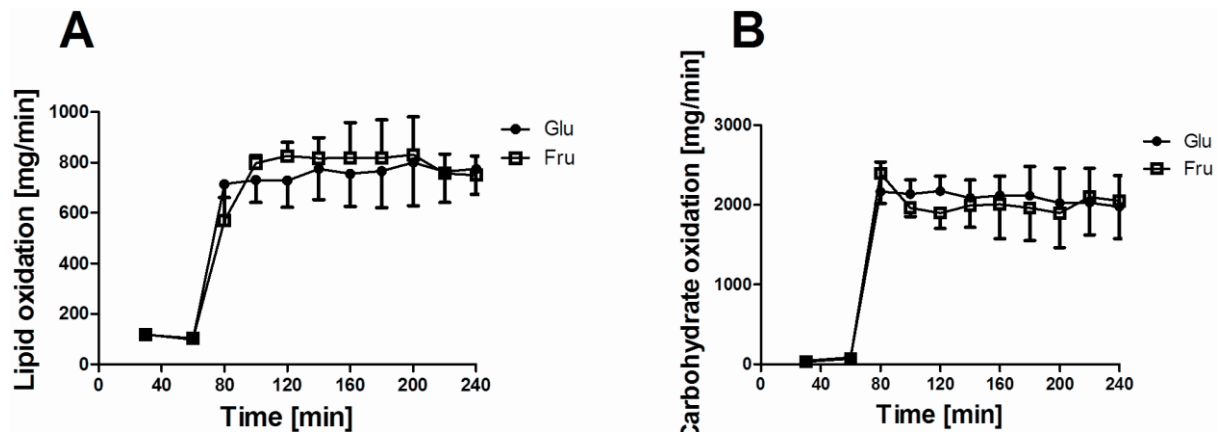 A
Lipid oxidation [mg/min]
1000
800
600
400
200
0
0 40 80 120 160 200 240
Time [min]
Glu
Fru
B
Carbohydrate oxidation [mg/min]
3000
2000
1000
0
0 40 80 120 160 200 240
Time [min]
Glu
Fru